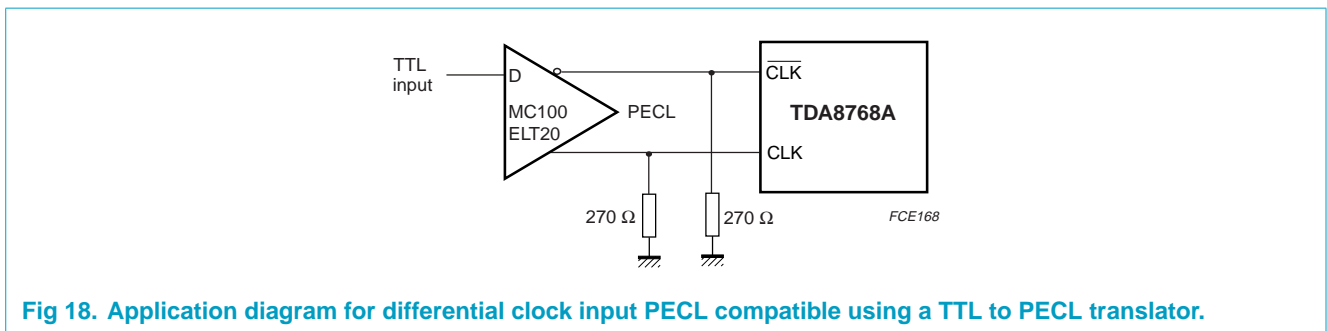 TTL
input
D
MC100
ELT20
PECL
CLK
TDA8768A
CLK
270 Ω
270 Ω
FCE168
Fig 18. Application diagram for differential clock input PECL compatible using a TTL to PECL translator.